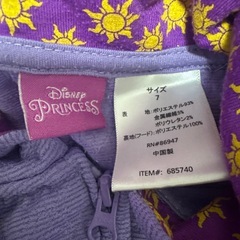 Disney
PRINCESS
サイズ
7
表 地:ポリエステル93%
金属繊維5%
ポリウレタン2%
裏地(フード):ポリエステル100%
RN#86947
中国製
ITEM#: 685740